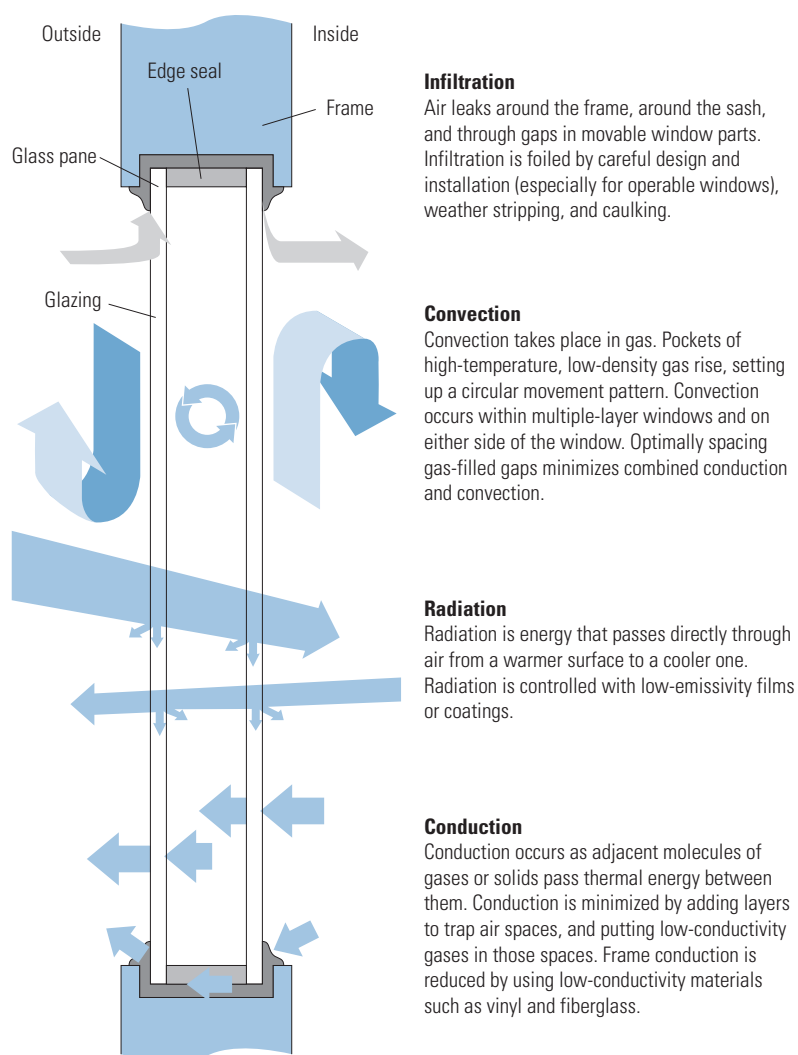 Outside
Inside
Edge seal
Frame
Glass pane
Glazing
Infiltration
Air leaks around the frame, around the sash,
and through gaps in movable window parts.
Infiltration is foiled by careful design and
installation (especially for operable windows),
weather stripping, and caulking.
Convection
Convection takes place in gas. Pockets of
high-temperature, low-density gas rise, setting
up a circular movement pattern. Convection
occurs within multiple-layer windows and on
either side of the window. Optimally spacing
gas-filled gaps minimizes combined conduction
and convection.
Radiation
Radiation is energy that passes directly through
air from a warmer surface to a cooler one.
Radiation is controlled with low-emissivity films
or coatings.
Conduction
Conduction occurs as adjacent molecules of
gases or solids pass thermal energy between
them. Conduction is minimized by adding layers
to trap air spaces, and putting low-conductivity
gases in those spaces. Frame conduction is
reduced by using low-conductivity materials
such as vinyl and fiberglass.